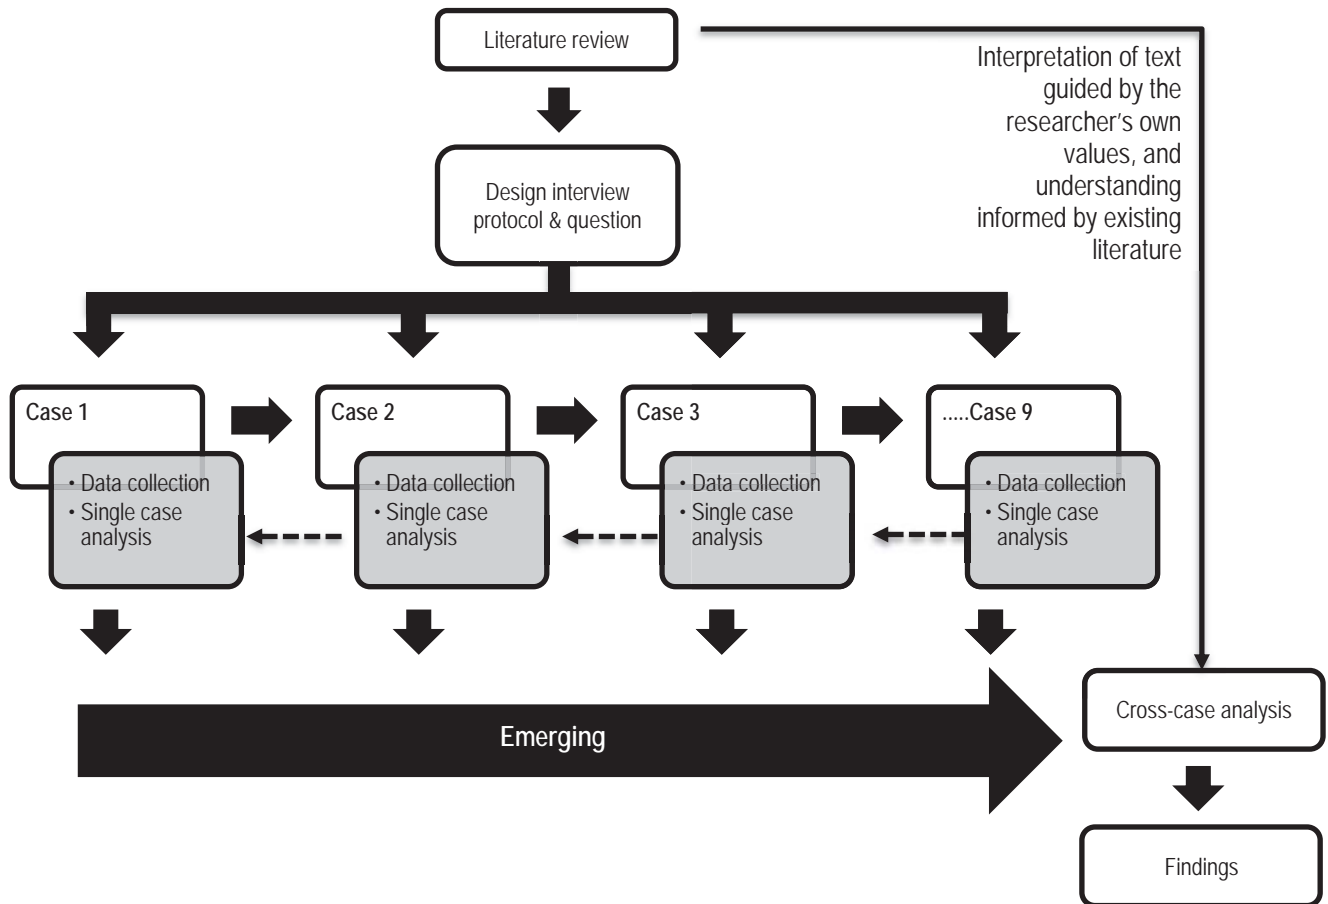 Literature review
Interpretation of text
guided by the
researcher's own
values, and
understanding
informed by existing
literature
Design interview
protocol & question
Case 1
• Data collection
• Single case
analysis
Case 2
• Data collection
• Single case
analysis
Case 3
• Data collection
• Single case
analysis
.....Case 9
• Data collection
• Single case
analysis
Emerging
Cross-case analysis
Findings